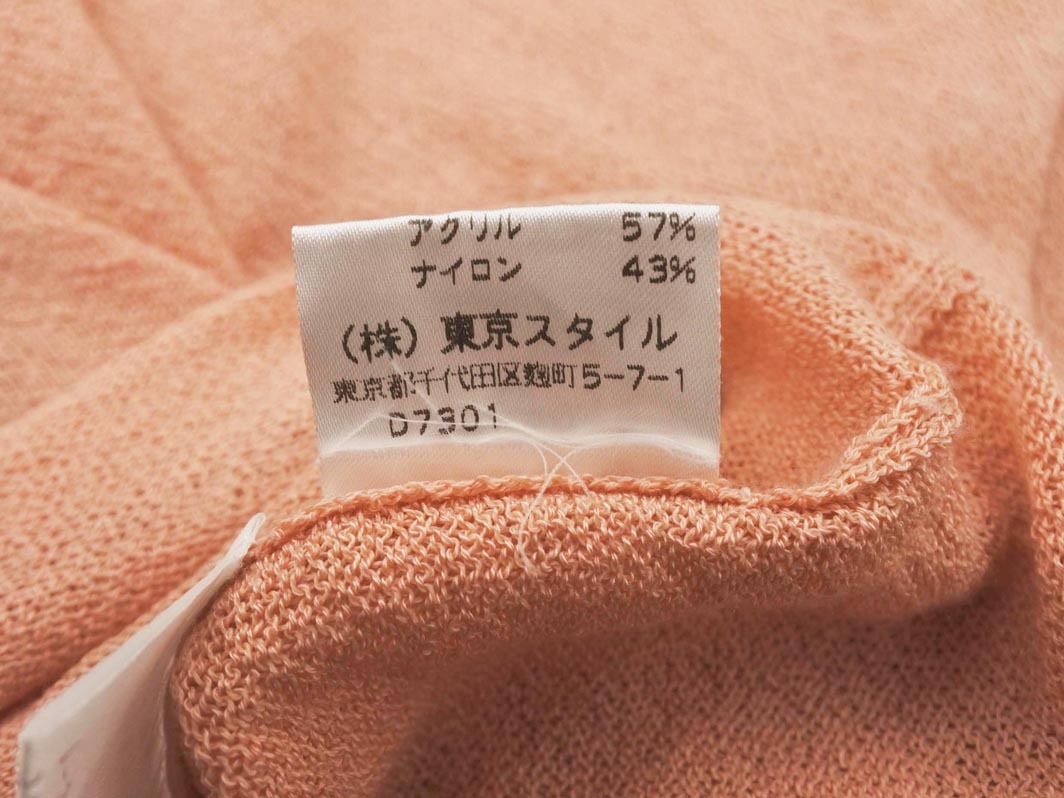 アクリル 57%
ナイロン 43%
(株) 東京スタイル
東京都千代田区麹町5-7-1
D7301